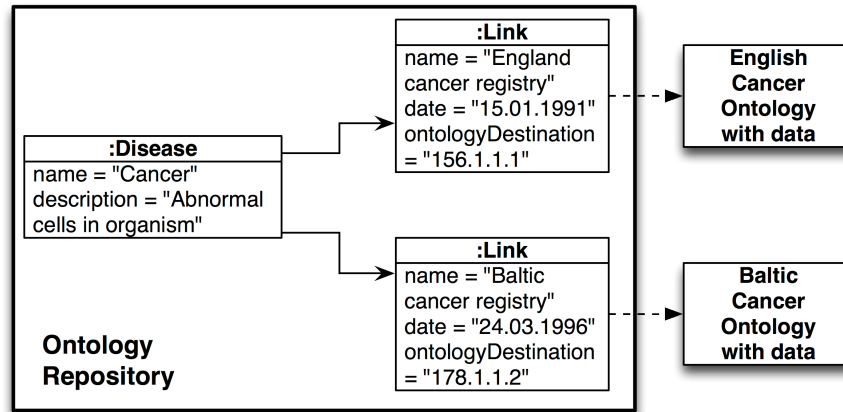 :Disease
name = "Cancer"
description = "Abnormal
cells in organism"
:Link
name = "England
cancer registry"
date = "15.01.1991"
ontologyDestination
= "156.1.1.1"
English
Cancer
Ontology
with data
:Link
name = "Baltic
cancer registry"
date = "24.03.1996"
ontologyDestination
= "178.1.1.2"
Baltic
Cancer
Ontology
with data
Ontology
Repository